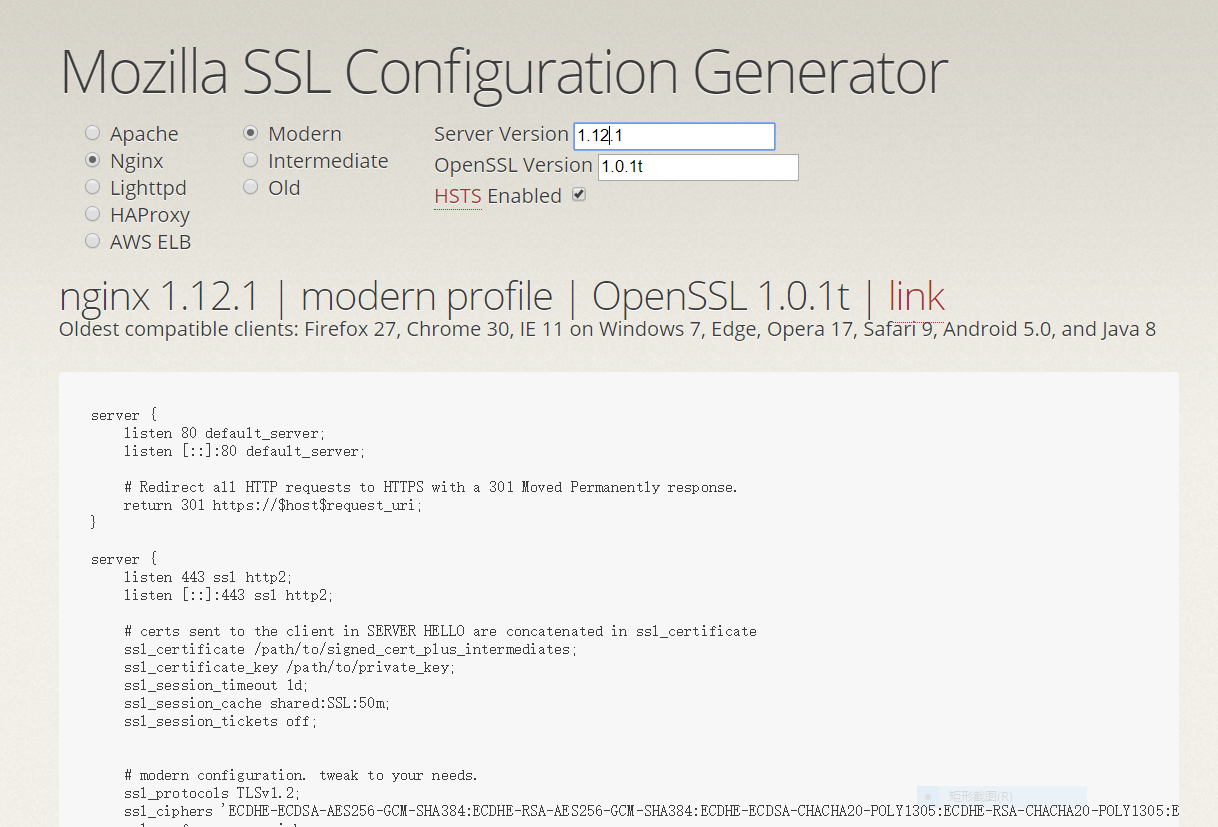 Mozilla SSL Configuration Generator
Apache
Modern
Server Version 1.12.1
Nginx
Intermediate
OpenSSL Version 1.0.1t
Lighttpd
Old
HSTS Enabled
HAProxy
AWS ELB
nginx 1.12.1 | modern profile | OpenSSL 1.0.1t | link
Oldest compatible clients: Firefox 27, Chrome 30, IE 11 on Windows 7, Edge, Opera 17, Safari 9, Android 5.0, and Java 8
server {
listen 80 default_server;
listen [::]:80 default_server;
# Redirect all HTTP requests to HTTPS with a 301 Moved Permanently response.
return 301 https://$host$request_uri;
}
server {
listen 443 ssl http2;
listen [::]:443 ssl http2;
# certs sent to the client in SERVER HELLO are concatenated in ssl_certificate
ssl_certificate /path/to/signed_cert_plus_intermediates;
ssl_certificate_key /path/to/private_key;
ssl_session_timeout 1d;
ssl_session_cache shared:SSL:50m;
ssl_session_tickets off;
# modern configuration. tweak to your needs.
ssl_protocols TLSv1.2;
矩形截图(R)
ssl_ciphers 'ECDHE-ECDSA-AES256-GCM-SHA384:ECDHE-RSA-AES256-GCM-SHA384:ECDHE-ECDSA-CHACHA20-POLY1305:ECDHE-RSA-CHACHA20-POLY1305:E